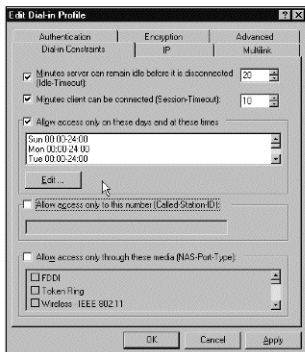 Edit Dial-in Profile
Authentication Encryption Advanced
Dial-in Constraints IP Multilink
Minutes server can remain idle before it is disconnected (Idle-Timeout): 20
Minutes client can be connected (Session-Timeout): 10
Allow access only on these days and at these times
Sun 00:00-24:00
Mon 00:00-24:00
Tue 00:00-24:00
Edit ...
Allow access only to this number (Called-Station-ID):
Allow access only through these media (NAS-Port-Type):
FDDI
Token Ring
Wireless - IEEE 802.11
OK Cancel Apply